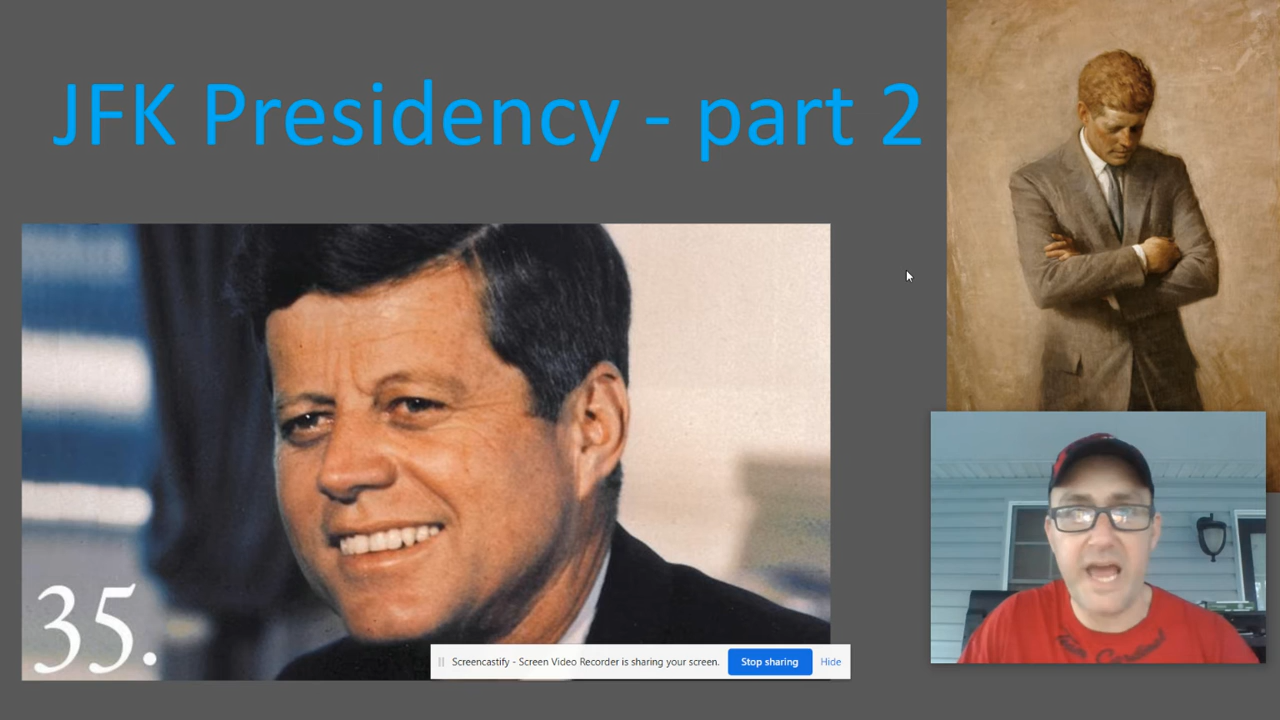 JFK Presidency - part 2
35.
Screencastify - Screen Video Recorder is sharing your screen.
Stop sharing
Hide